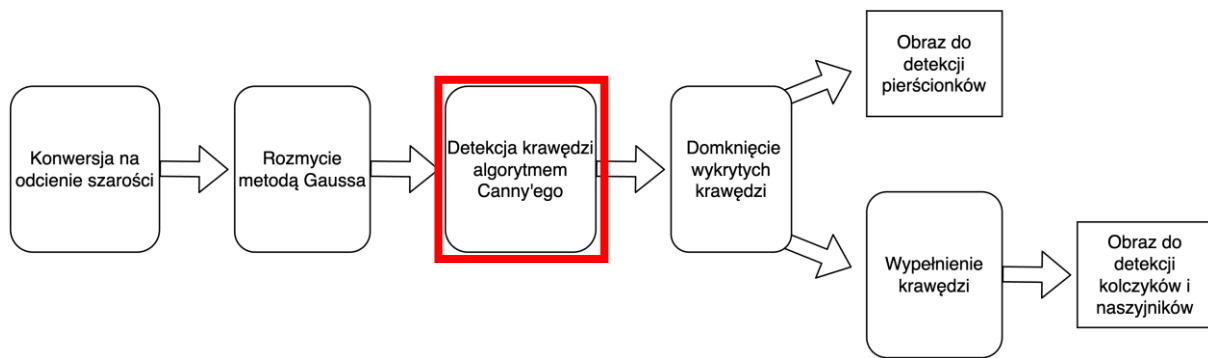 Konwersja na
odcienie szarości
Rozmycie
metodą Gaussa
Detekcja krawędzi
algorytmem
Canny'ego
Domknięcie
wykrytych
krawędzi
Obraz do
detekcji
pierścionków
Wypełnienie
krawędzi
Obraz do
detekcji
kolczyków i
naszyjników